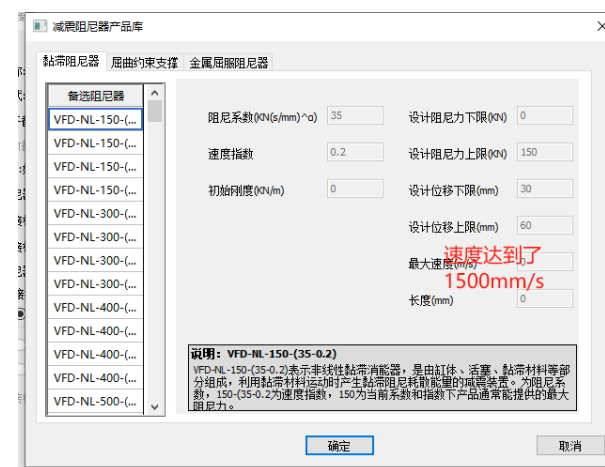 减震阻尼器产品库
黏滞阻尼器 屈曲约束支撑 金属屈服阻尼器
备选阻尼器
VFD-NL-150-(...
VFD-NL-150-(...
VFD-NL-150-(...
VFD-NL-150-(...
VFD-NL-300-(...
VFD-NL-300-(...
VFD-NL-300-(...
VFD-NL-300-(...
VFD-NL-400-(...
VFD-NL-400-(...
VFD-NL-400-(...
VFD-NL-400-(...
VFD-NL-500-(...
阻尼系数(KN(s/mm)^α) 35
速度指数 0.2
初始刚度(KN/m) 0
设计阻尼力下限(KN) 0
设计阻尼力上限(KN) 150
设计位移下限(mm) 30
设计位移上限(mm) 60
最大速度(m/s) 0
速度达到了
1500mm/s
长度(mm) 0
说明：VFD-NL-150-(35-0.2)
VFD-NL-150-(35-0.2)表示非线性黏滞消能器，是由缸体、活塞、黏滞材料等部
分组成，利用黏滞材料运动时产生黏滞阻尼耗散能量的减震装置。为阻尼系
数，150-(35-0.2为速度指数，150为当前系数和指数下产品通常能提供的最大
阻尼力。
确定 取消